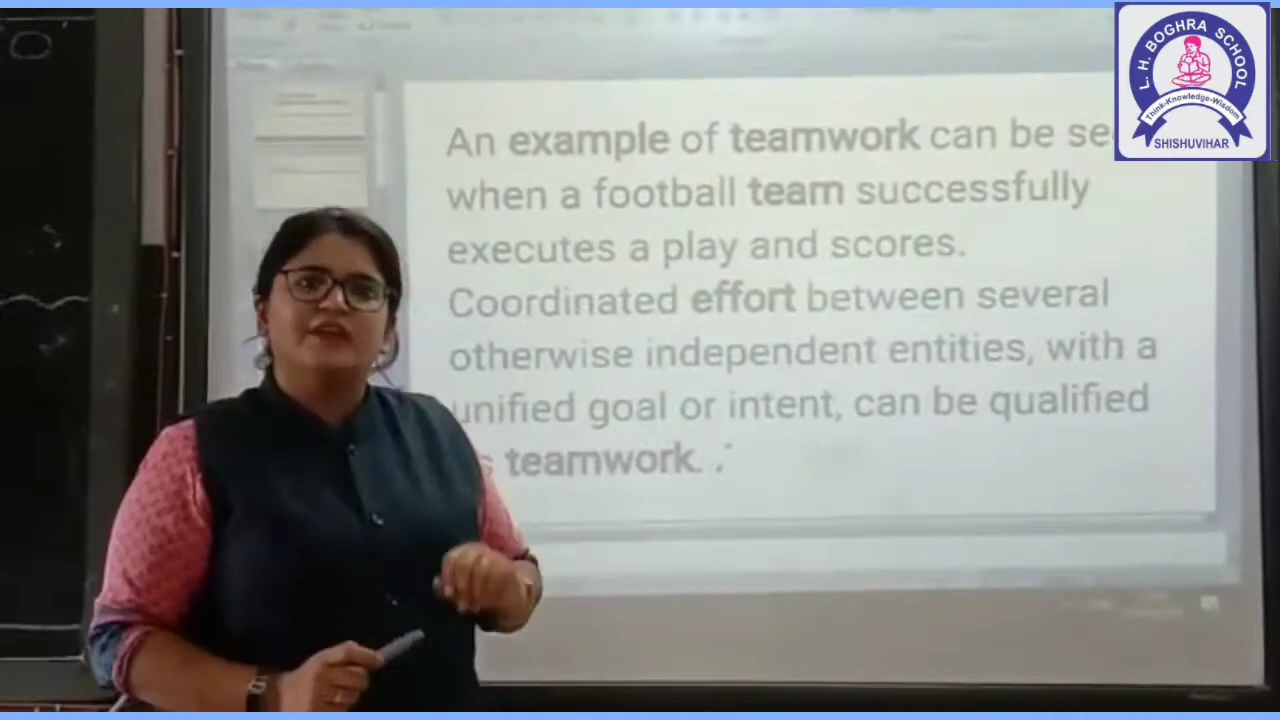 An example of teamwork can be
when a football team successfully
executes a play and scores.
Coordinated effort between several
otherwise independent entities, with a
unified goal or intent, can be qualified
teamwork. .
L. H. BOGHRA SCHOOL
Think-Knowledge-Wisdom
SHISHUVIHAR